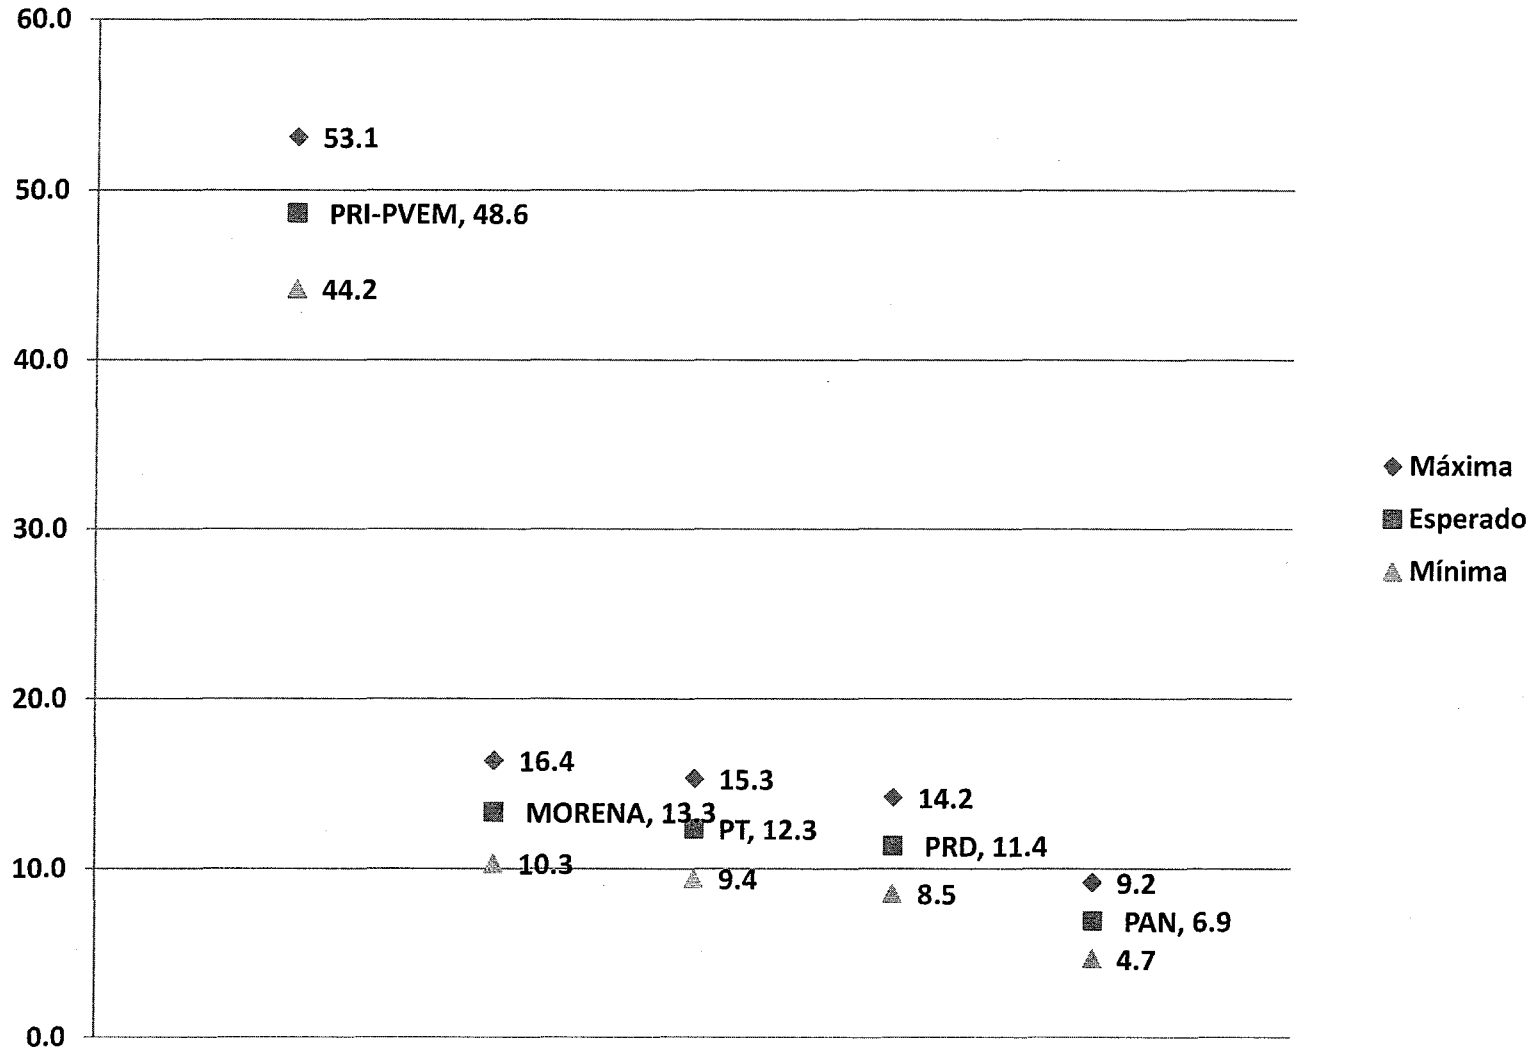 60.0
53.1
50.0
PRI-PVEM, 48.6
44.2
40.0
30.0
20.0
16.4
15.3
14.2
MORENA, 13.3
PT, 12.3
PRD, 11.4
10.0
10.3
9.4
8.5
9.2
PAN, 6.9
4.7
0.0
Máxima
Esperado
Mínima